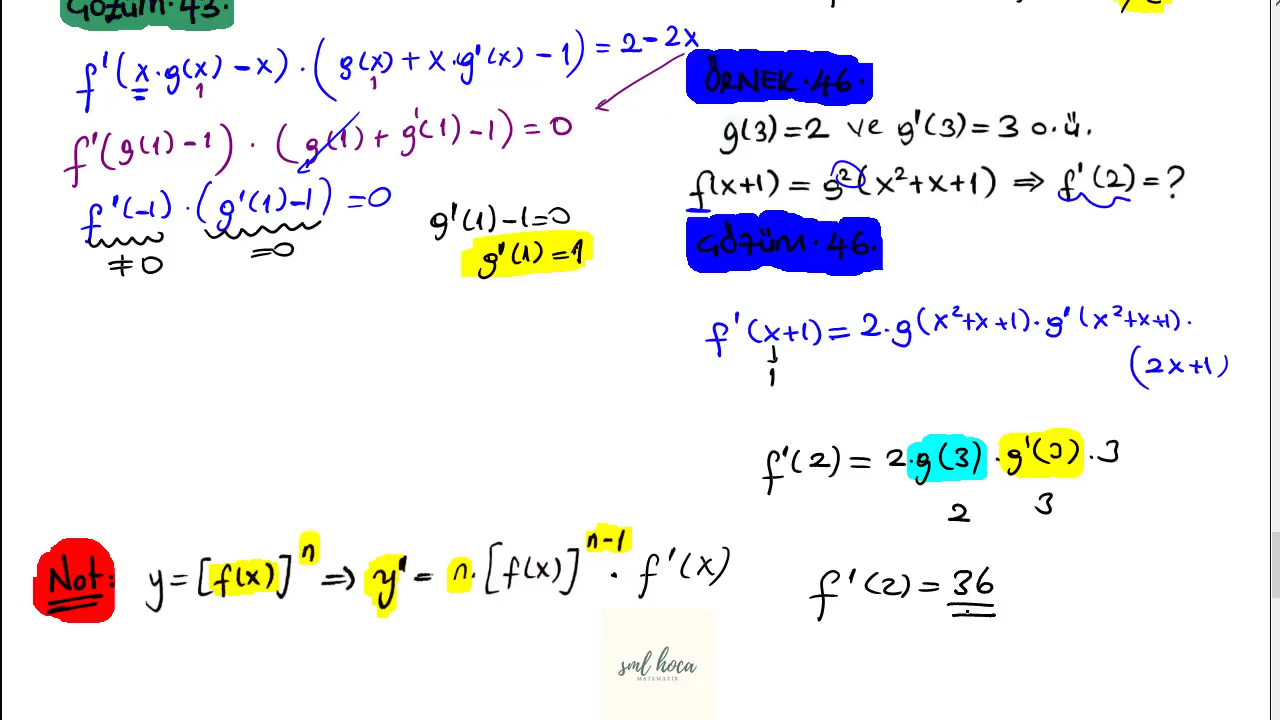 ÇÖZÜM.43.
f'(x.g(x)-x).(g(x)+x.g'(x)-1)=2-2x
1 1
f'(g(1)-1).(g(1)+g'(1)-1)=0
f'(-1).(g'(1)-1)=0
≠0 =0
g'(1)-1=0
g'(1)=1
ÖRNEK.46.
g(3)=2 ve g'(3)=3 o.ü.
f(x+1)=g²(x²+x+1)⇒f'(2)=?
ÇÖZÜM.46.
f'(x+1)=2.g(x²+x+1).g'(x²+x+1).
(2x+1)
↓
1
f'(2)=2.g(3).g'(3).3
2 3
f'(2)=36
Not: y=[f(x)]ⁿ⇒y'=n.[f(x)]ⁿ⁻¹.f'(x)
sml hoca
MATEMATİK